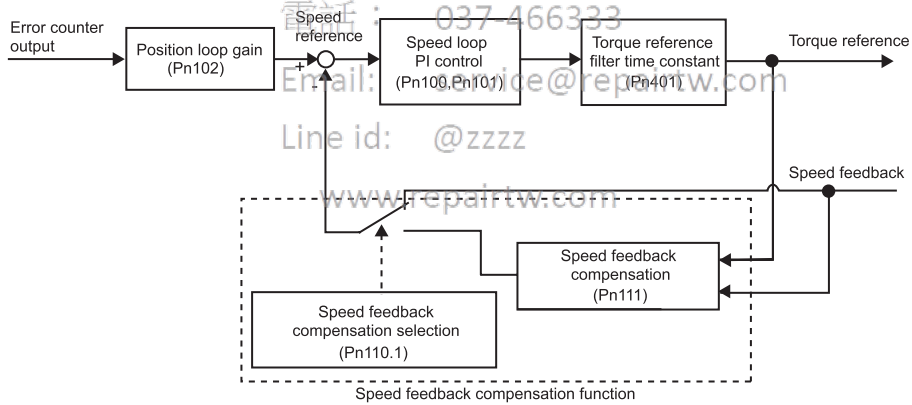 電話： 037-466333
Speed
reference
Error counter
output
Position loop gain
(Pn102)
+
-
Speed loop
PI control
(Pn100,Pn101)
Torque reference
filter time constant
(Pn401)
Torque reference
Email: service@repairtw.com
Line id: @zzzz
Speed feedback
www.repairtw.com
Speed feedback
compensation
(Pn111)
Speed feedback
compensation selection
(Pn110.1)
Speed feedback compensation function